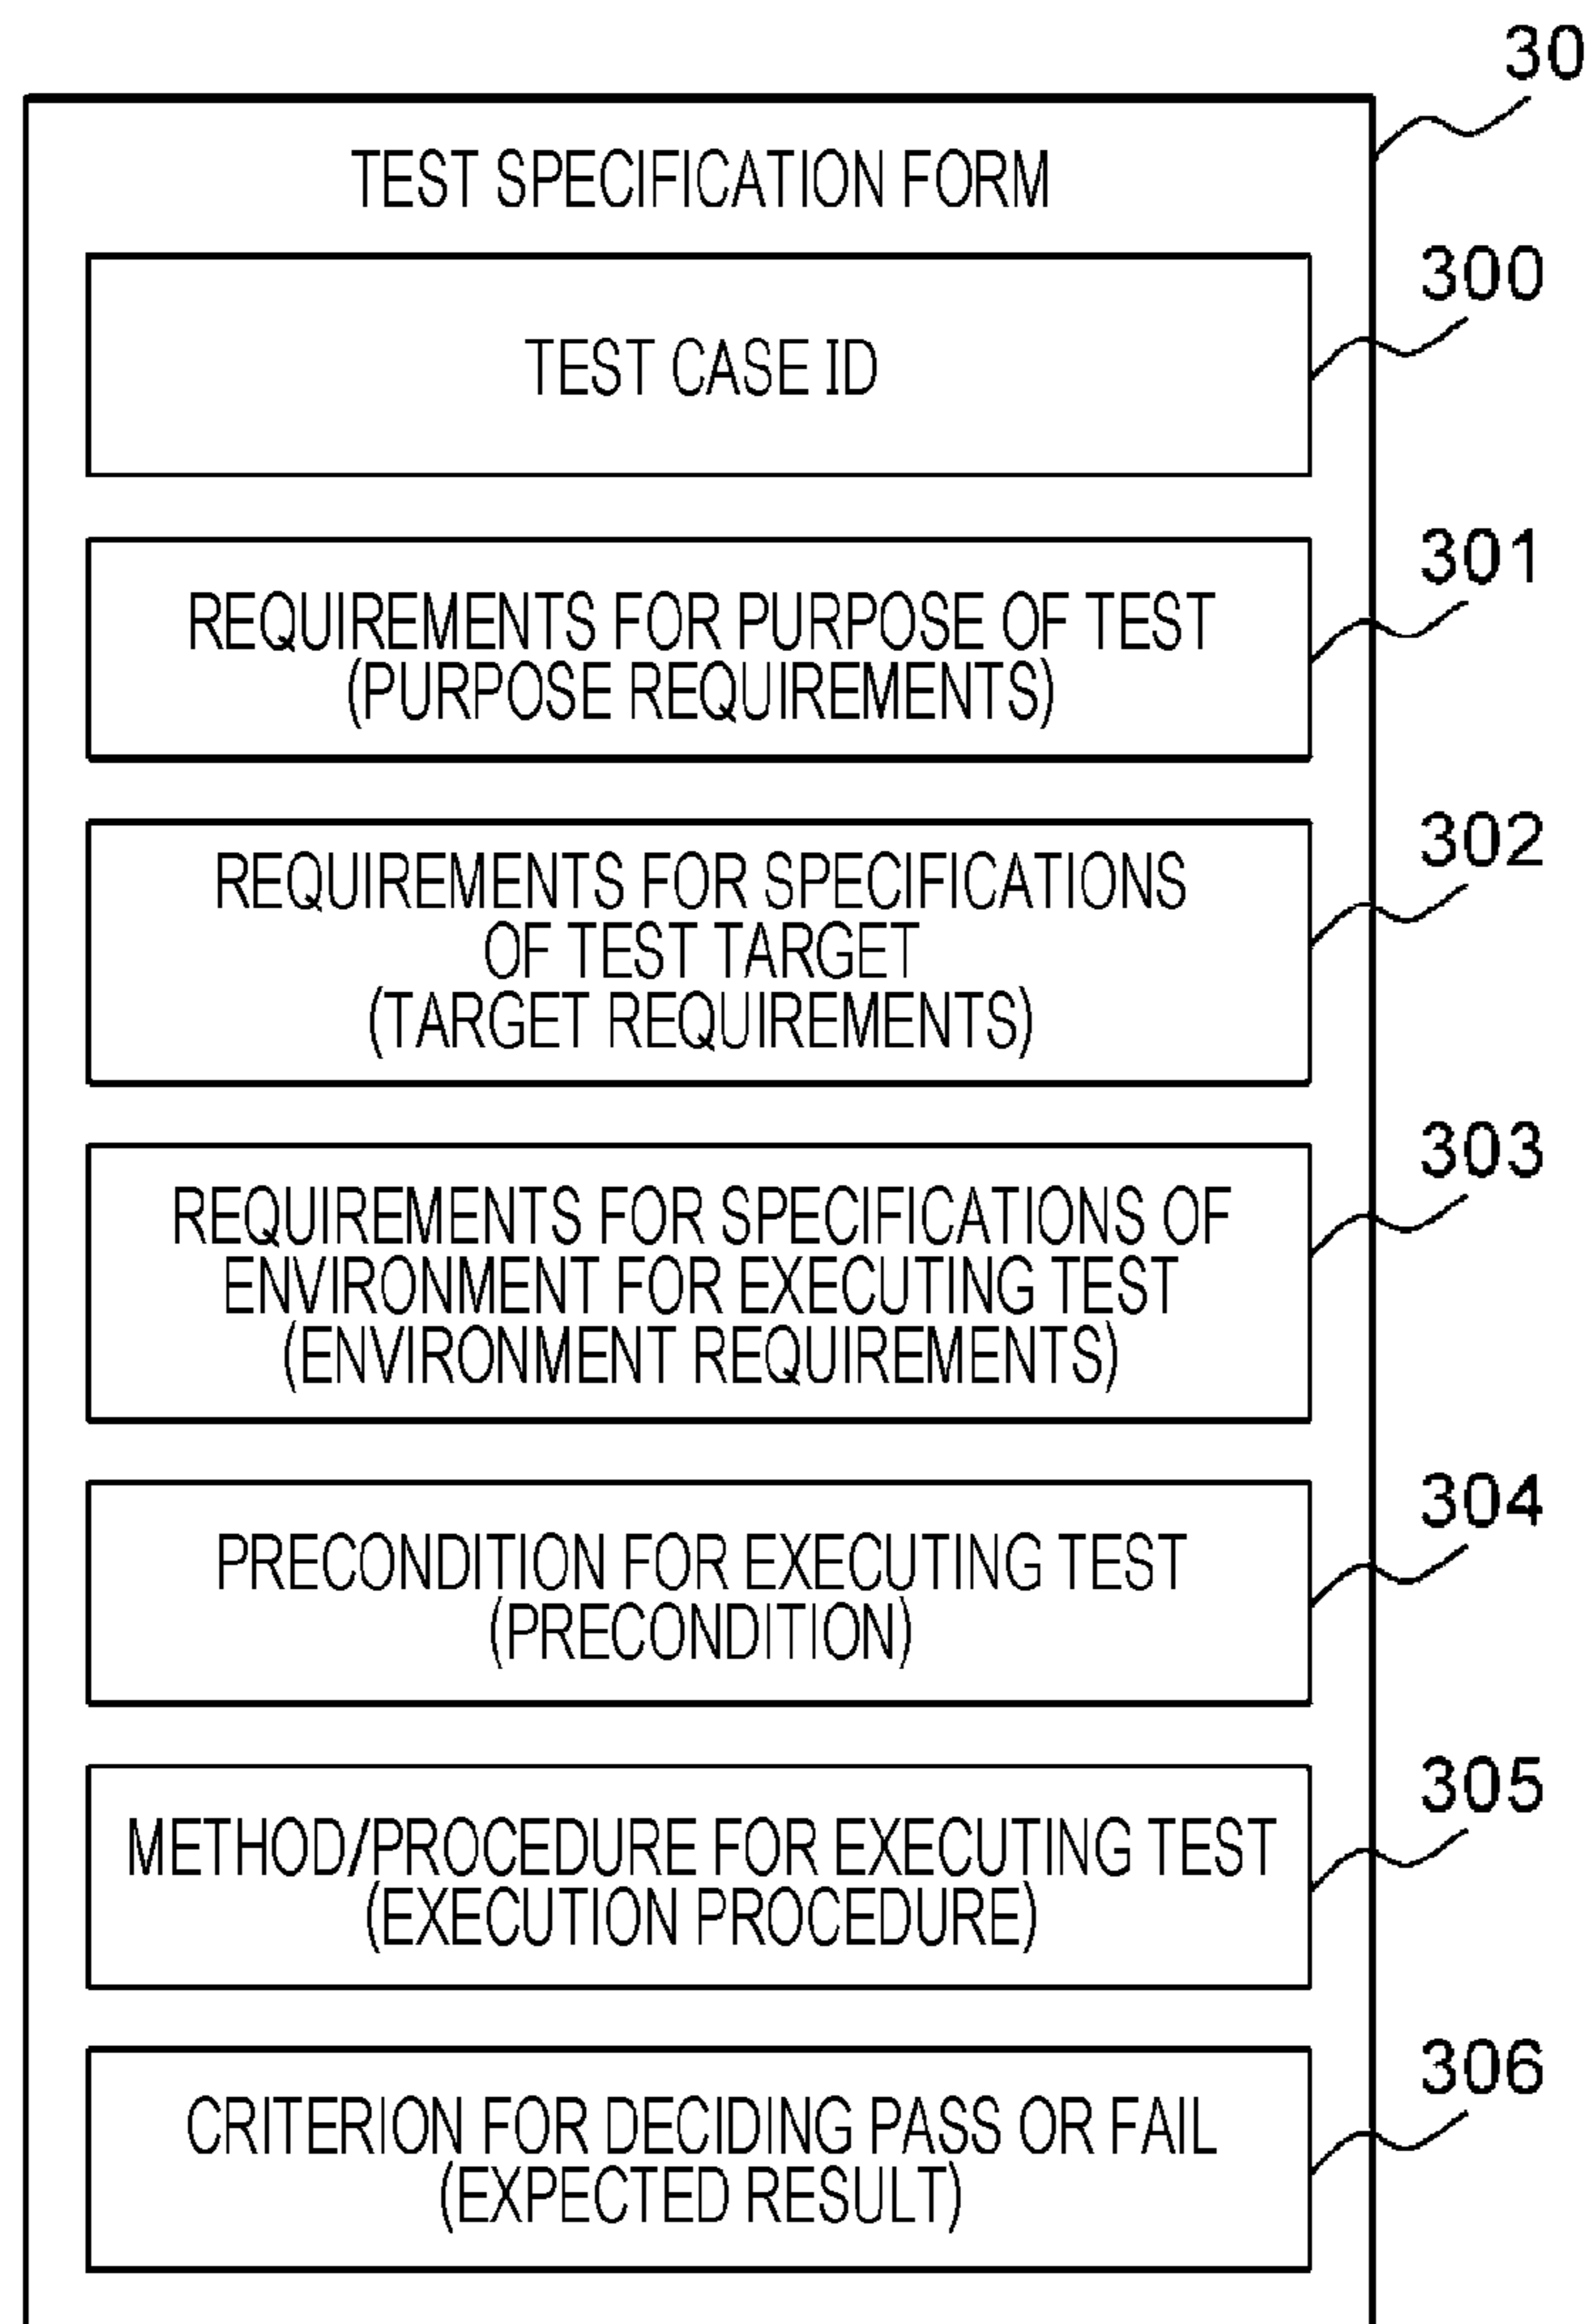 30
TEST SPECIFICATION FORM
300
TEST CASE ID
301
REQUIREMENTS FOR PURPOSE OF TEST
(PURPOSE REQUIREMENTS)
302
REQUIREMENTS FOR SPECIFICATIONS
OF TEST TARGET
(TARGET REQUIREMENTS)
303
REQUIREMENTS FOR SPECIFICATIONS OF
ENVIRONMENT FOR EXECUTING TEST
(ENVIRONMENT REQUIREMENTS)
304
PRECONDITION FOR EXECUTING TEST
(PRECONDITION)
305
METHOD/PROCEDURE FOR EXECUTING TEST
(EXECUTION PROCEDURE)
306
CRITERION FOR DECIDING PASS OR FAIL
(EXPECTED RESULT)